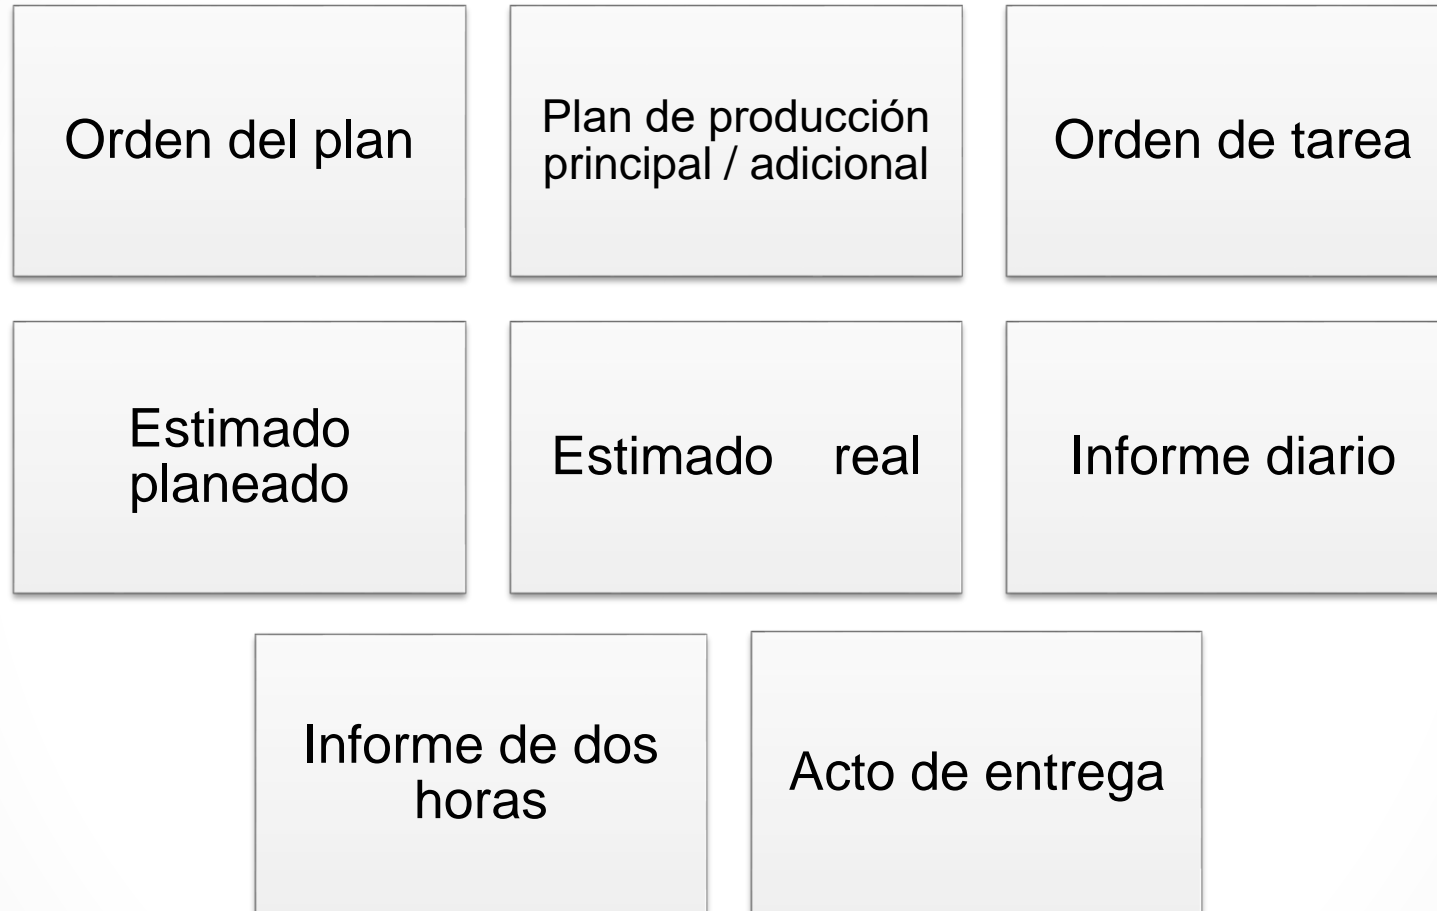 Orden del plan
Plan de producción
principal / adicional
Orden de tarea
Estimado
planeado
Estimado real
Informe diario
Informe de dos
horas
Acto de entrega